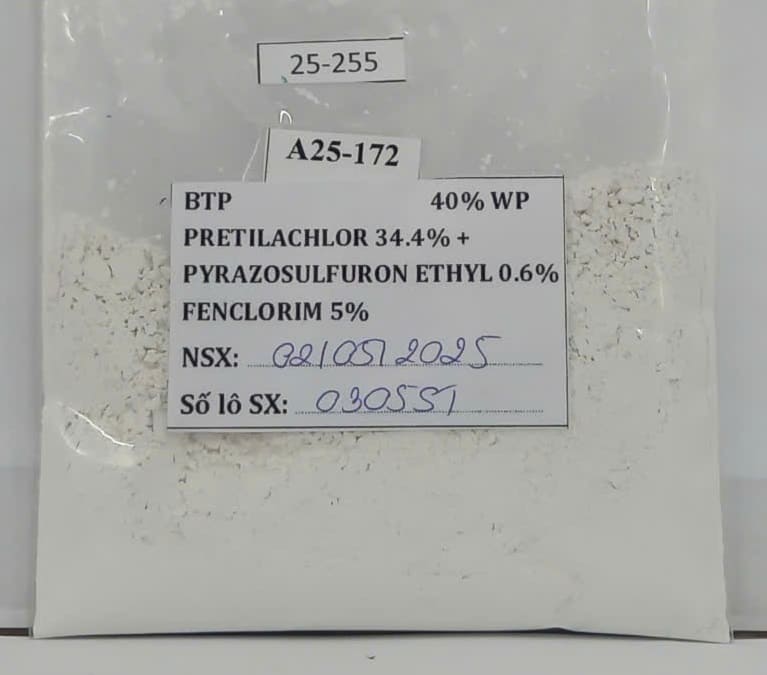 25-255
A25-172
BTP 40% WP
PRETILACHLOR 34.4% +
PYRAZOSULFURON ETHYL 0.6%
FENCLORIM 5%
NSX: 02/05/2025
Số lô SX: 030551